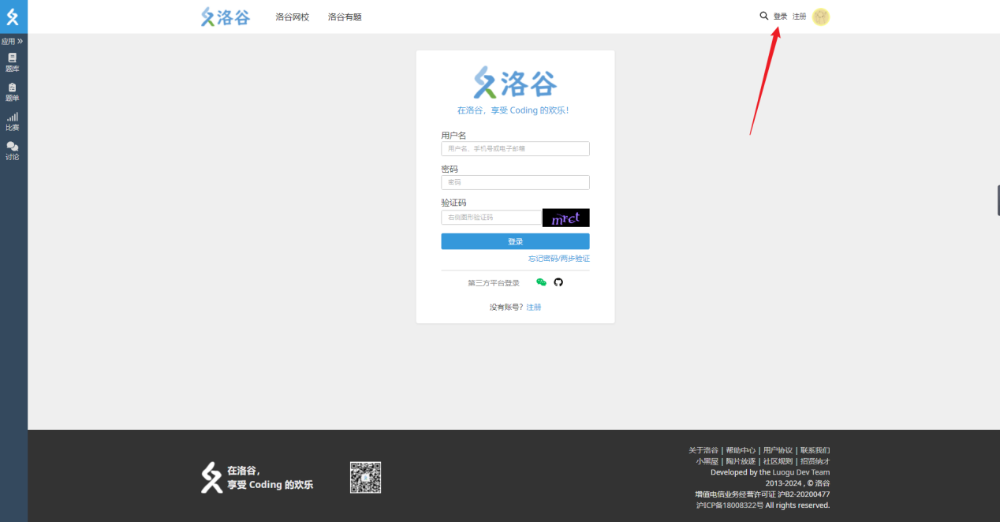 洛谷
洛谷网校
洛谷有题
登录
注册
应用 »
题库
题单
比赛
讨论
洛谷
在洛谷，享受 Coding 的欢乐！
用户名
用户名、手机号或电子邮箱
密码
密码
验证码
右侧图形验证码
mrct
登录
忘记密码/两步验证
第三方平台登录
没有账号？注册
在洛谷，
享受 Coding 的欢乐
关于洛谷 | 帮助中心 | 用户协议 | 联系我们
小黑屋 | 陶片放逐 | 社区规则 | 招贤纳才
Developed by the Luogu Dev Team
2013-2024 , © 洛谷
增值电信业务经营许可证 沪B2-20200477
沪ICP备18008322号 All rights reserved.